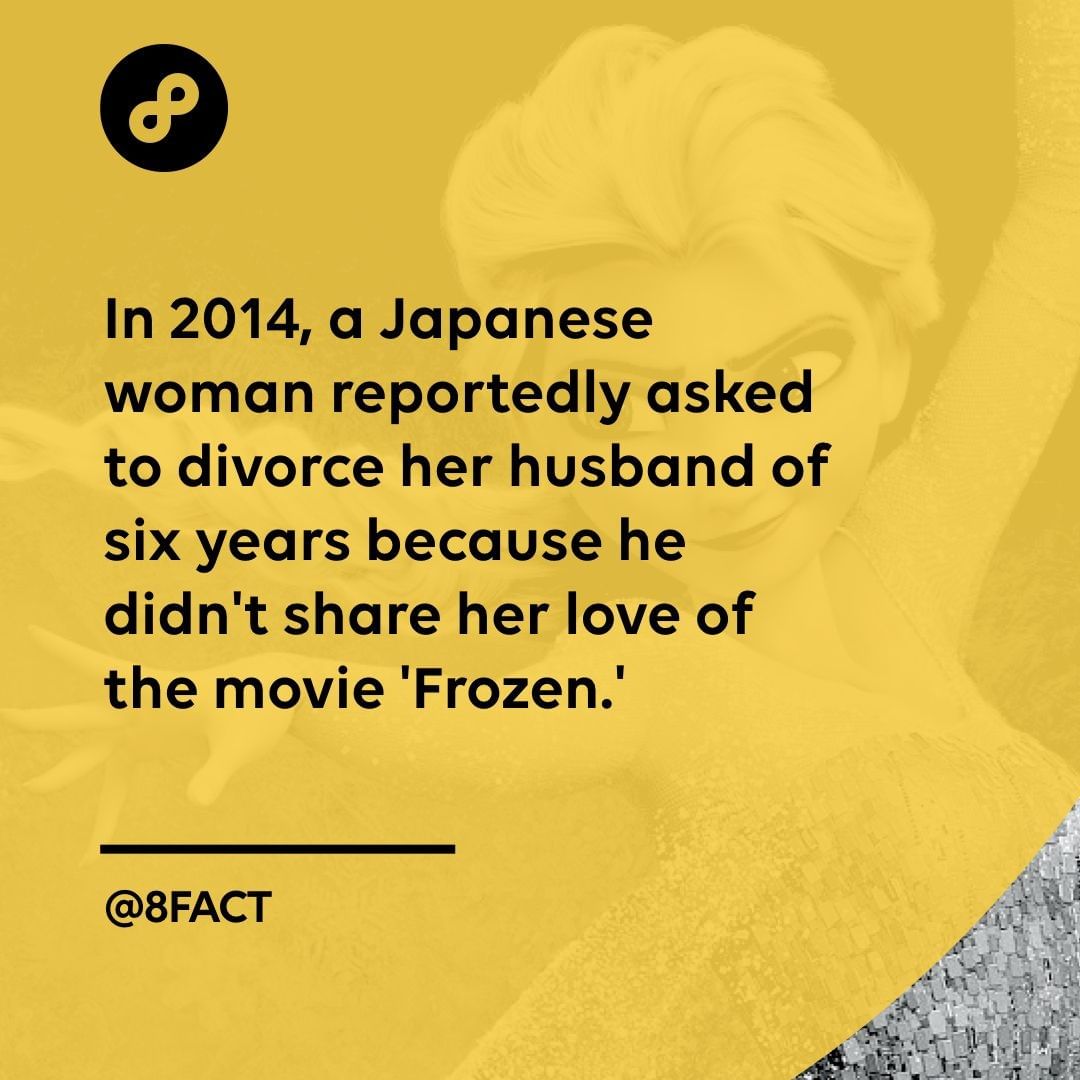 In 2014, a Japanese
woman reportedly asked
to divorce her husband of
six years because he
didn't share her love of
the movie 'Frozen.'
@8FACT